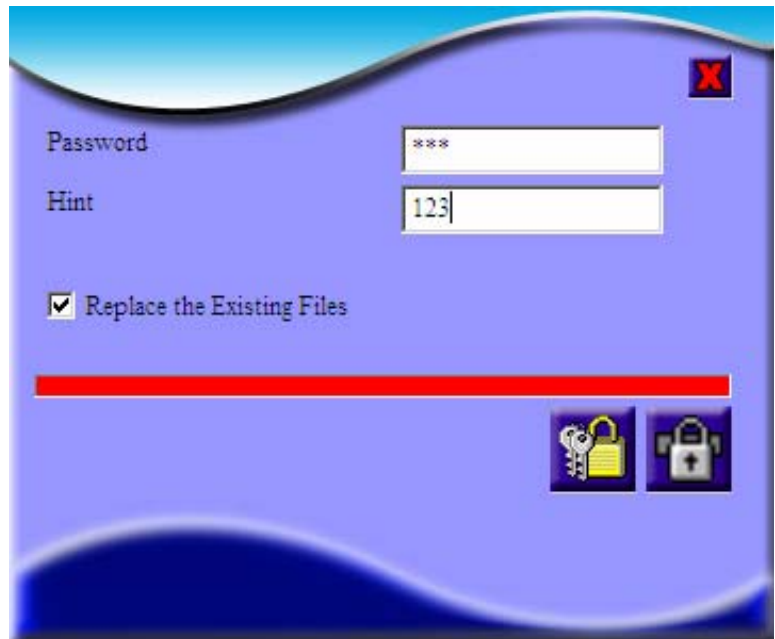 X
Password
***
Hint
123
Replace the Existing Files